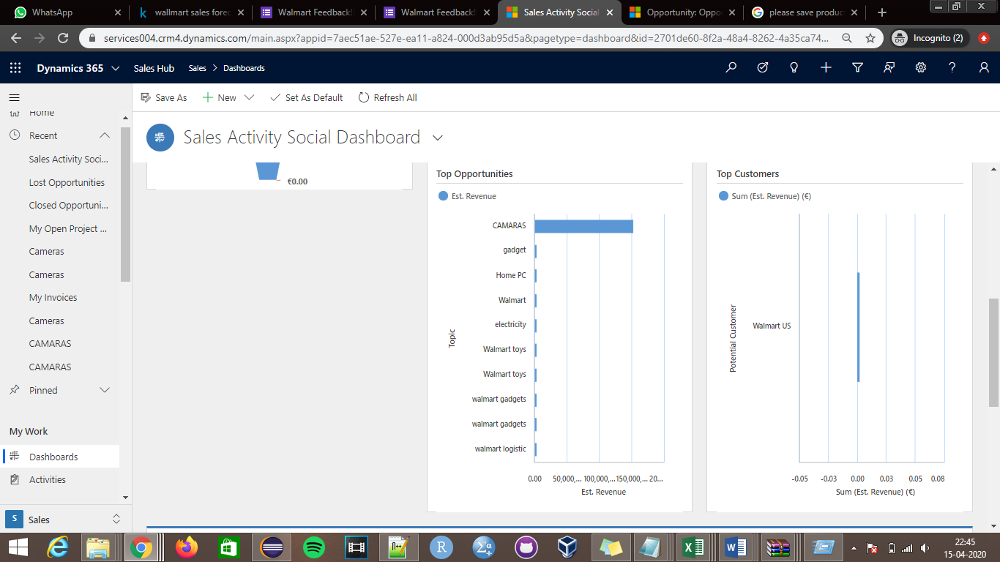 WhatsApp
wallmart sales fore
Walmart Feedback!
Walmart Feedback!
Sales Activity Social
Opportunity: Oppo
please save produc
services004.crm4.dynamics.com/main.aspx?appid=7aec51ae-527e-ea11-a824-000d3ab95d5a&pagetype=dashboard&id=2701de60-8f2a-48a4-8262-4a35ca74...
Incognito (2)
Dynamics 365
Sales Hub
Sales > Dashboards
Save As
New
Set As Default
Refresh All
Home
Recent
Sales Activity Soci...
Lost Opportunities
Closed Opportuni...
My Open Project ...
Cameras
Cameras
My Invoices
Cameras
CAMARAS
CAMARAS
Pinned
My Work
Dashboards
Activities
S Sales
Sales Activity Social Dashboard
€0.00
Top Opportunities
Est. Revenue
Topic
CAMARAS
gadget
Home PC
Walmart
electricity
Walmart toys
Walmart toys
walmart gadgets
walmart gadgets
walmart logistic
0.00 50,000,... 100,000,... 150,000,... 20...
Est. Revenue
Top Customers
Sum (Est. Revenue) (€)
Potential Customer
Walmart US
-0.05 -0.03 0.00 0.03 0.05 0.08
Sum (Est. Revenue) (€)
22:45
15-04-2020